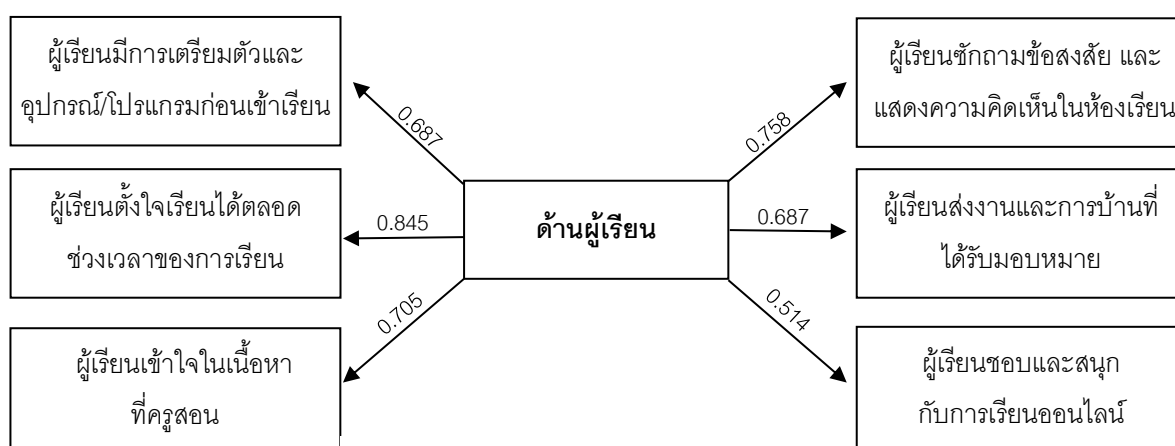 ผู้เรียนมีการเตรียมตัวและ
อุปกรณ์/โปรแกรมก่อนเข้าเรียน
0.687
ผู้เรียนซักถามข้อสงสัย และ
แสดงความคิดเห็นในห้องเรียน
0.758
ผู้เรียนตั้งใจเรียนได้ตลอด
ช่วงเวลาของการเรียน
0.845
ด้านผู้เรียน
0.687
ผู้เรียนส่งงานและการบ้านที่
ได้รับมอบหมาย
0.705
ผู้เรียนเข้าใจในเนื้อหา
ที่ครูสอน
0.514
ผู้เรียนชอบและสนุก
กับการเรียนออนไลน์